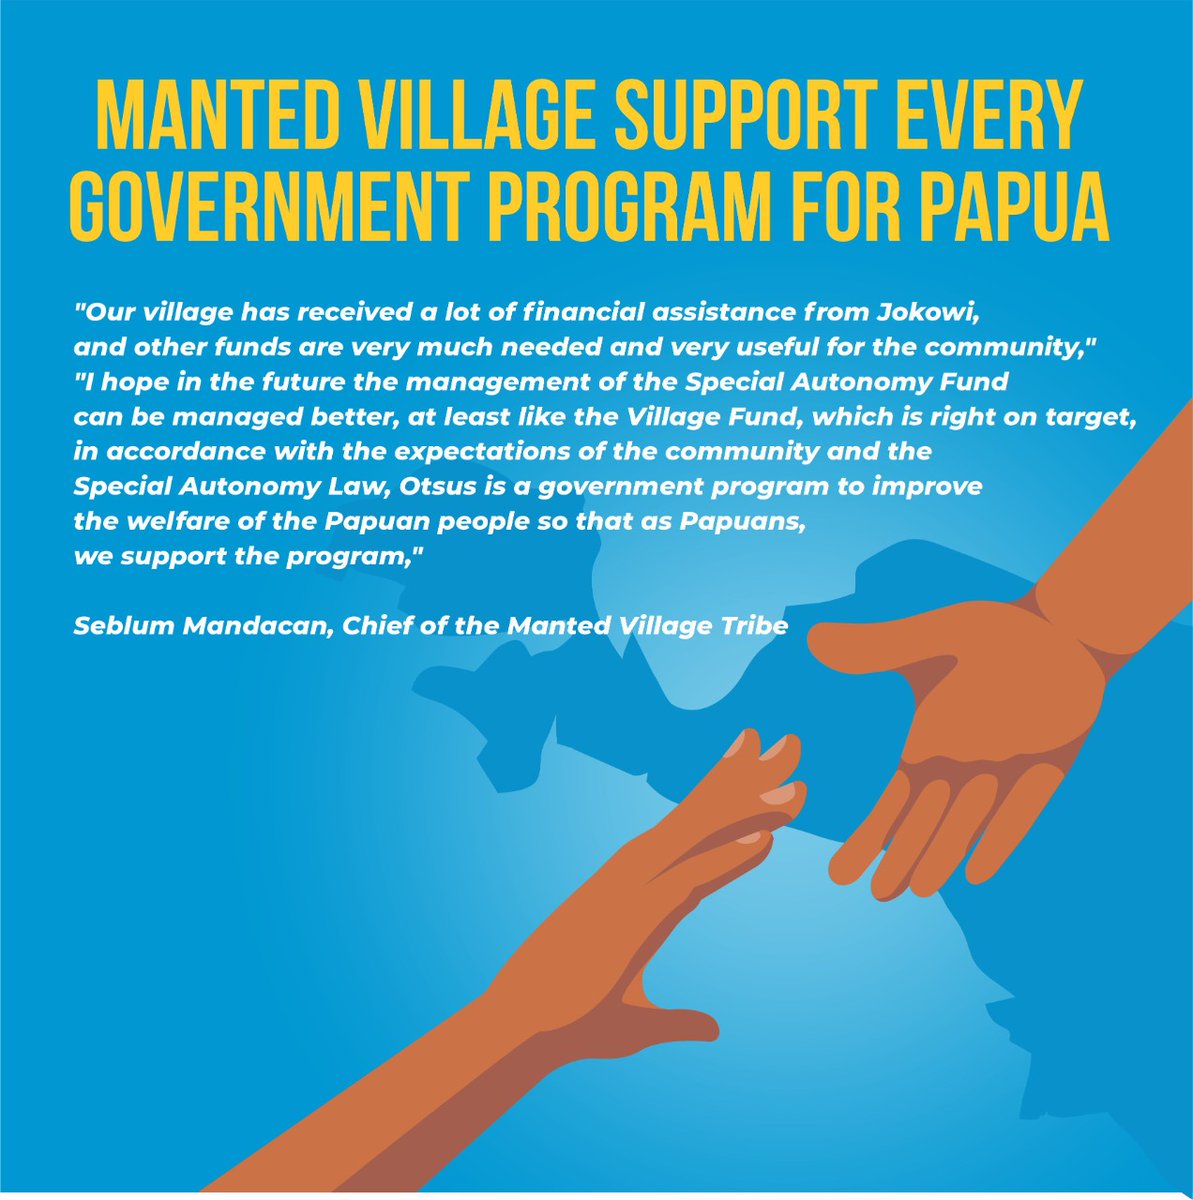 MANTED VILLAGE SUPPORT EVERY
GOVERNMENT PROGRAM FOR PAPUA
"Our village has received a lot of financial assistance from Jokowi,
and other funds are very much needed and very useful for the community,"
"I hope in the future the management of the Special Autonomy Fund
can be managed better, at least like the Village Fund, which is right on target,
in accordance with the expectations of the community and the
Special Autonomy Law, Otsus is a government program to improve
the welfare of the Papuan people so that as Papuans,
we support the program,"
Seblum Mandacan, Chief of the Manted Village Tribe